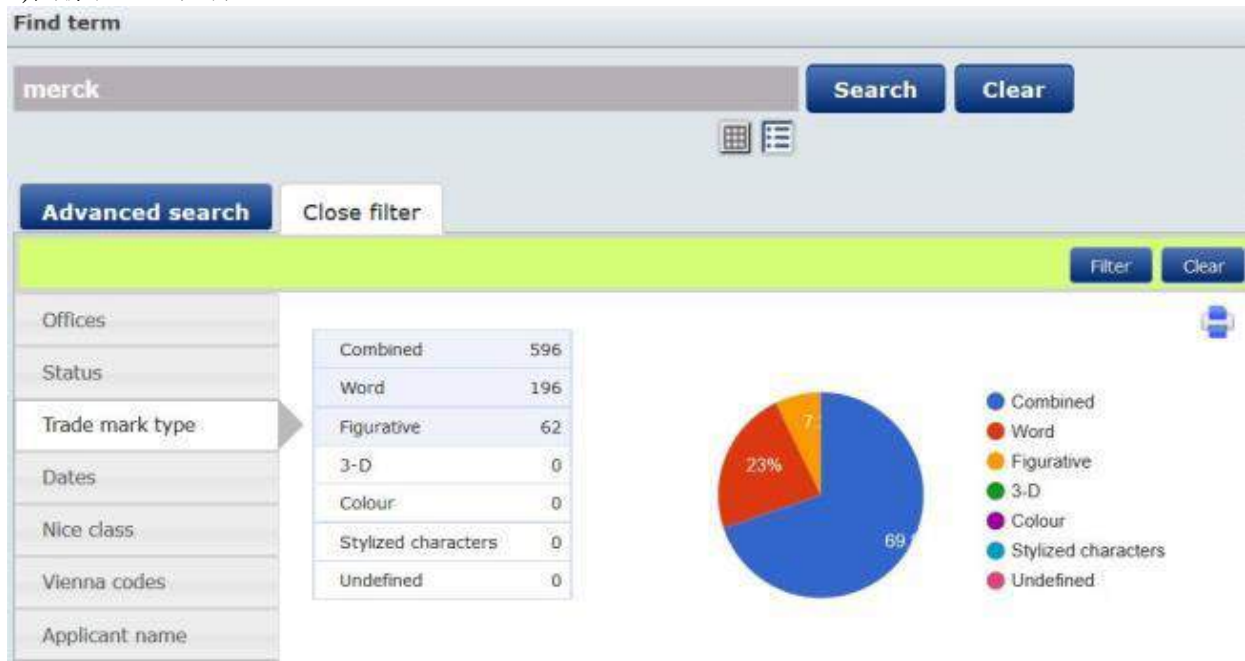 Find term
merck
Search
Clear
Advanced search
Close filter
Filter
Clear
Offices
Status
Trade mark type
Dates
Nice class
Vienna codes
Applicant name
Combined 596
Word 196
Figurative 62
3-D 0
Colour 0
Stylized characters 0
Undefined 0
23%
7
69
Combined
Word
Figurative
3-D
Colour
Stylized characters
Undefined